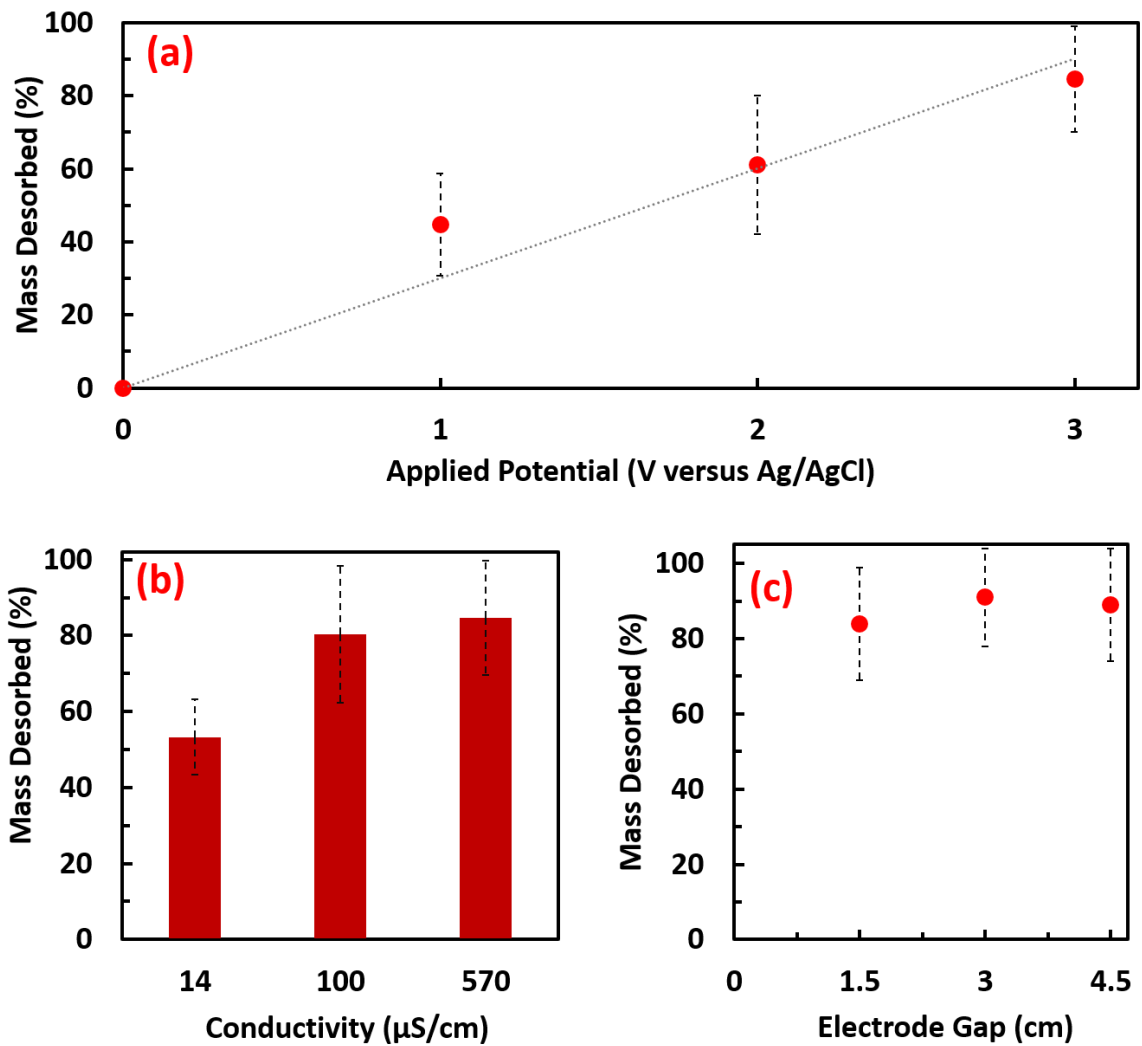 (a)
Mass Desorbed (%)
100
80
60
40
20
0
0 1 2 3
Applied Potential (V versus Ag/AgCl)
(b)
Mass Desorbed (%)
100
80
60
40
20
0
14 100 570
Conductivity (µS/cm)
(c)
Mass Desorbed (%)
100
80
60
40
20
0
0 1.5 3 4.5
Electrode Gap (cm)